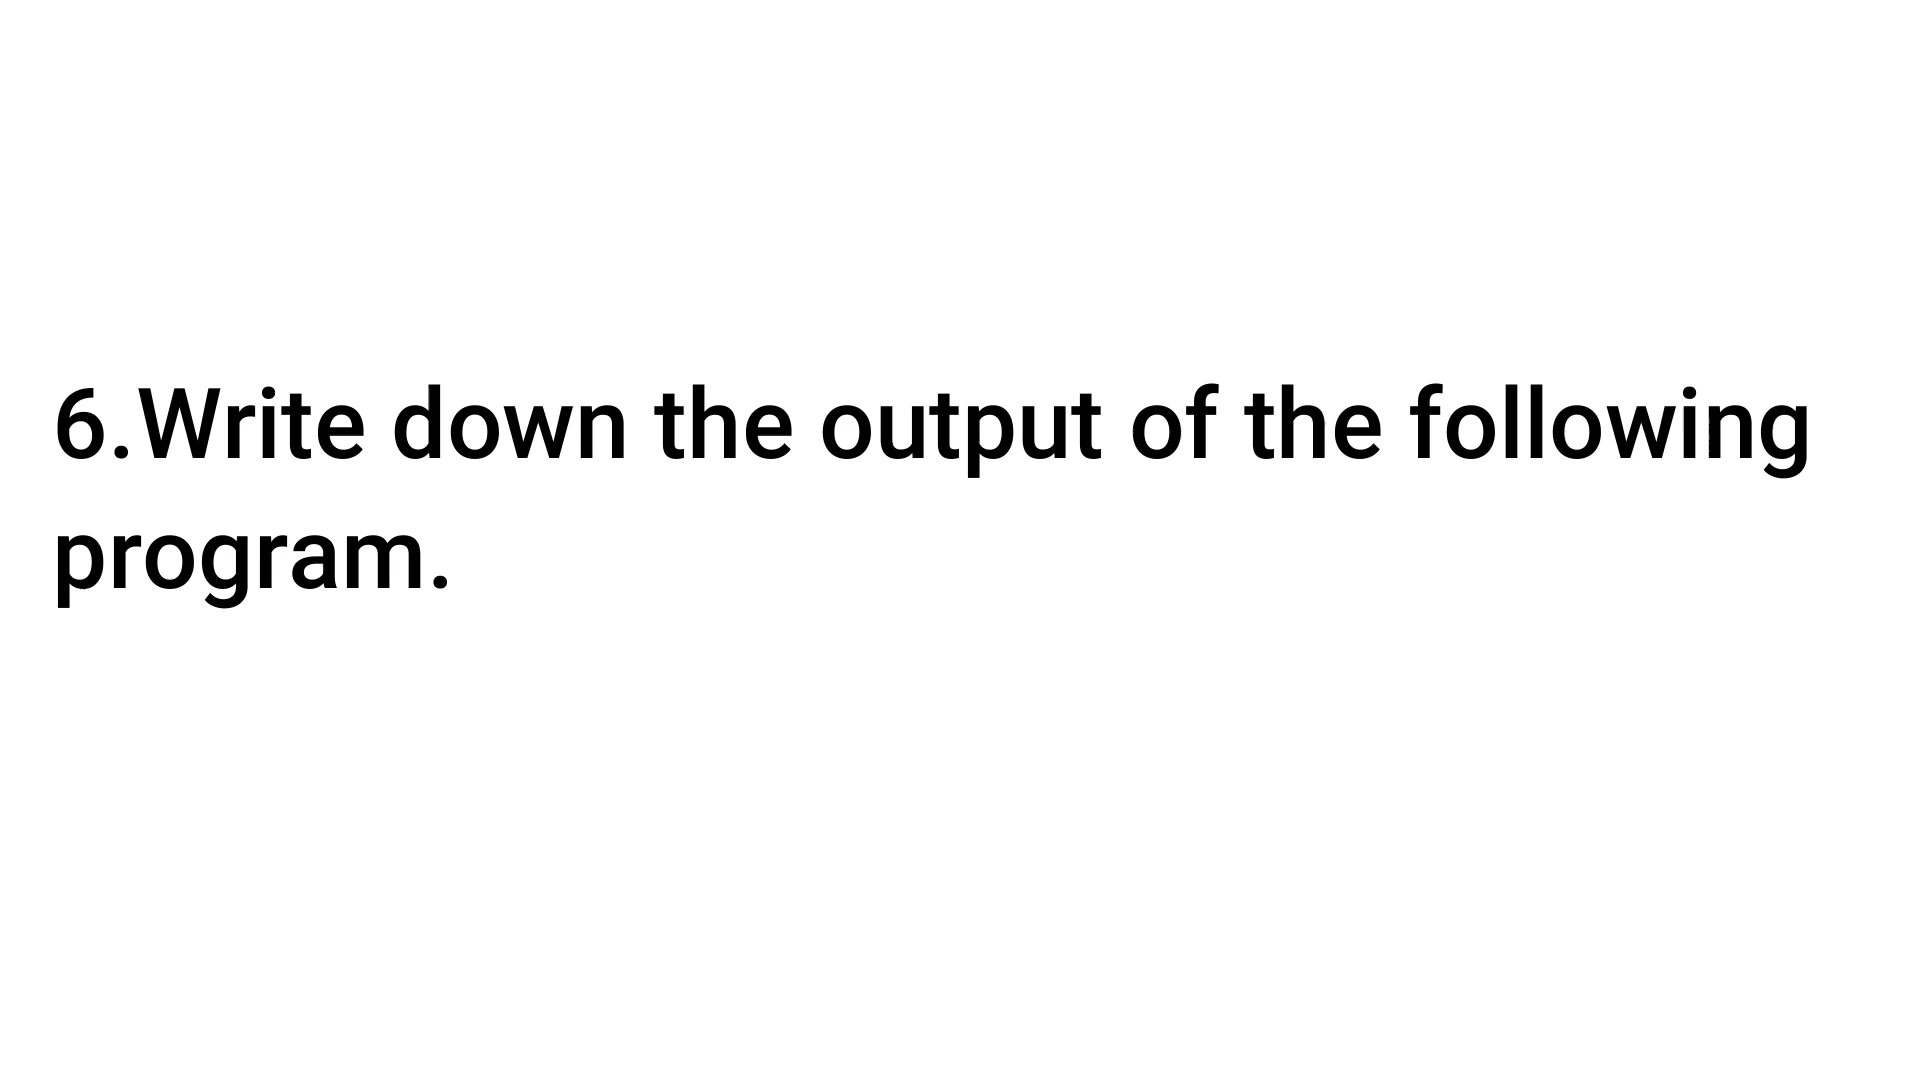 6.Write down the output of the following
program.